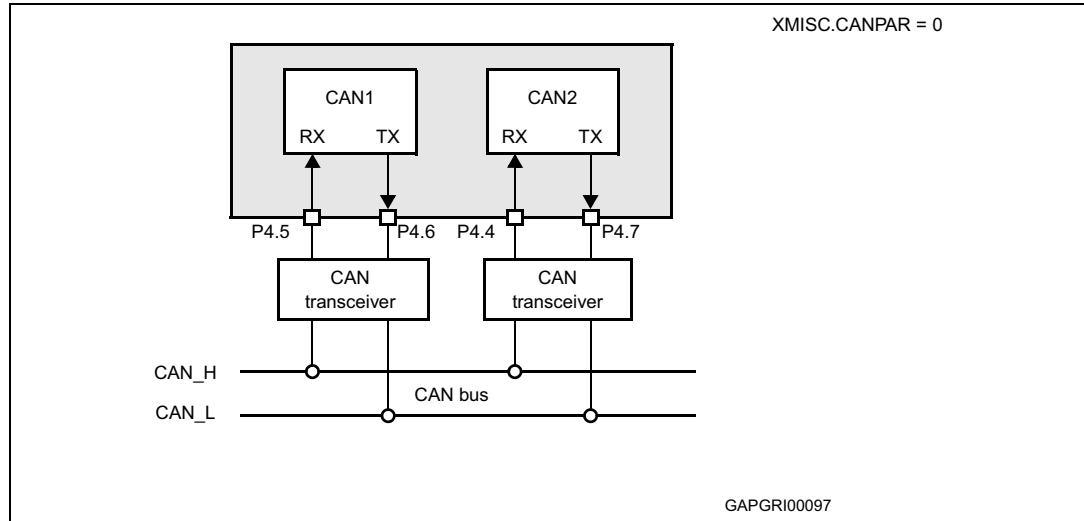 XMISC.CANPAR = 0
CAN1
CAN2
RX TX
RX TX
P4.5
P4.6
P4.4
P4.7
CAN
transceiver
CAN
transceiver
CAN_H
CAN bus
CAN_L
GAPGRI00097